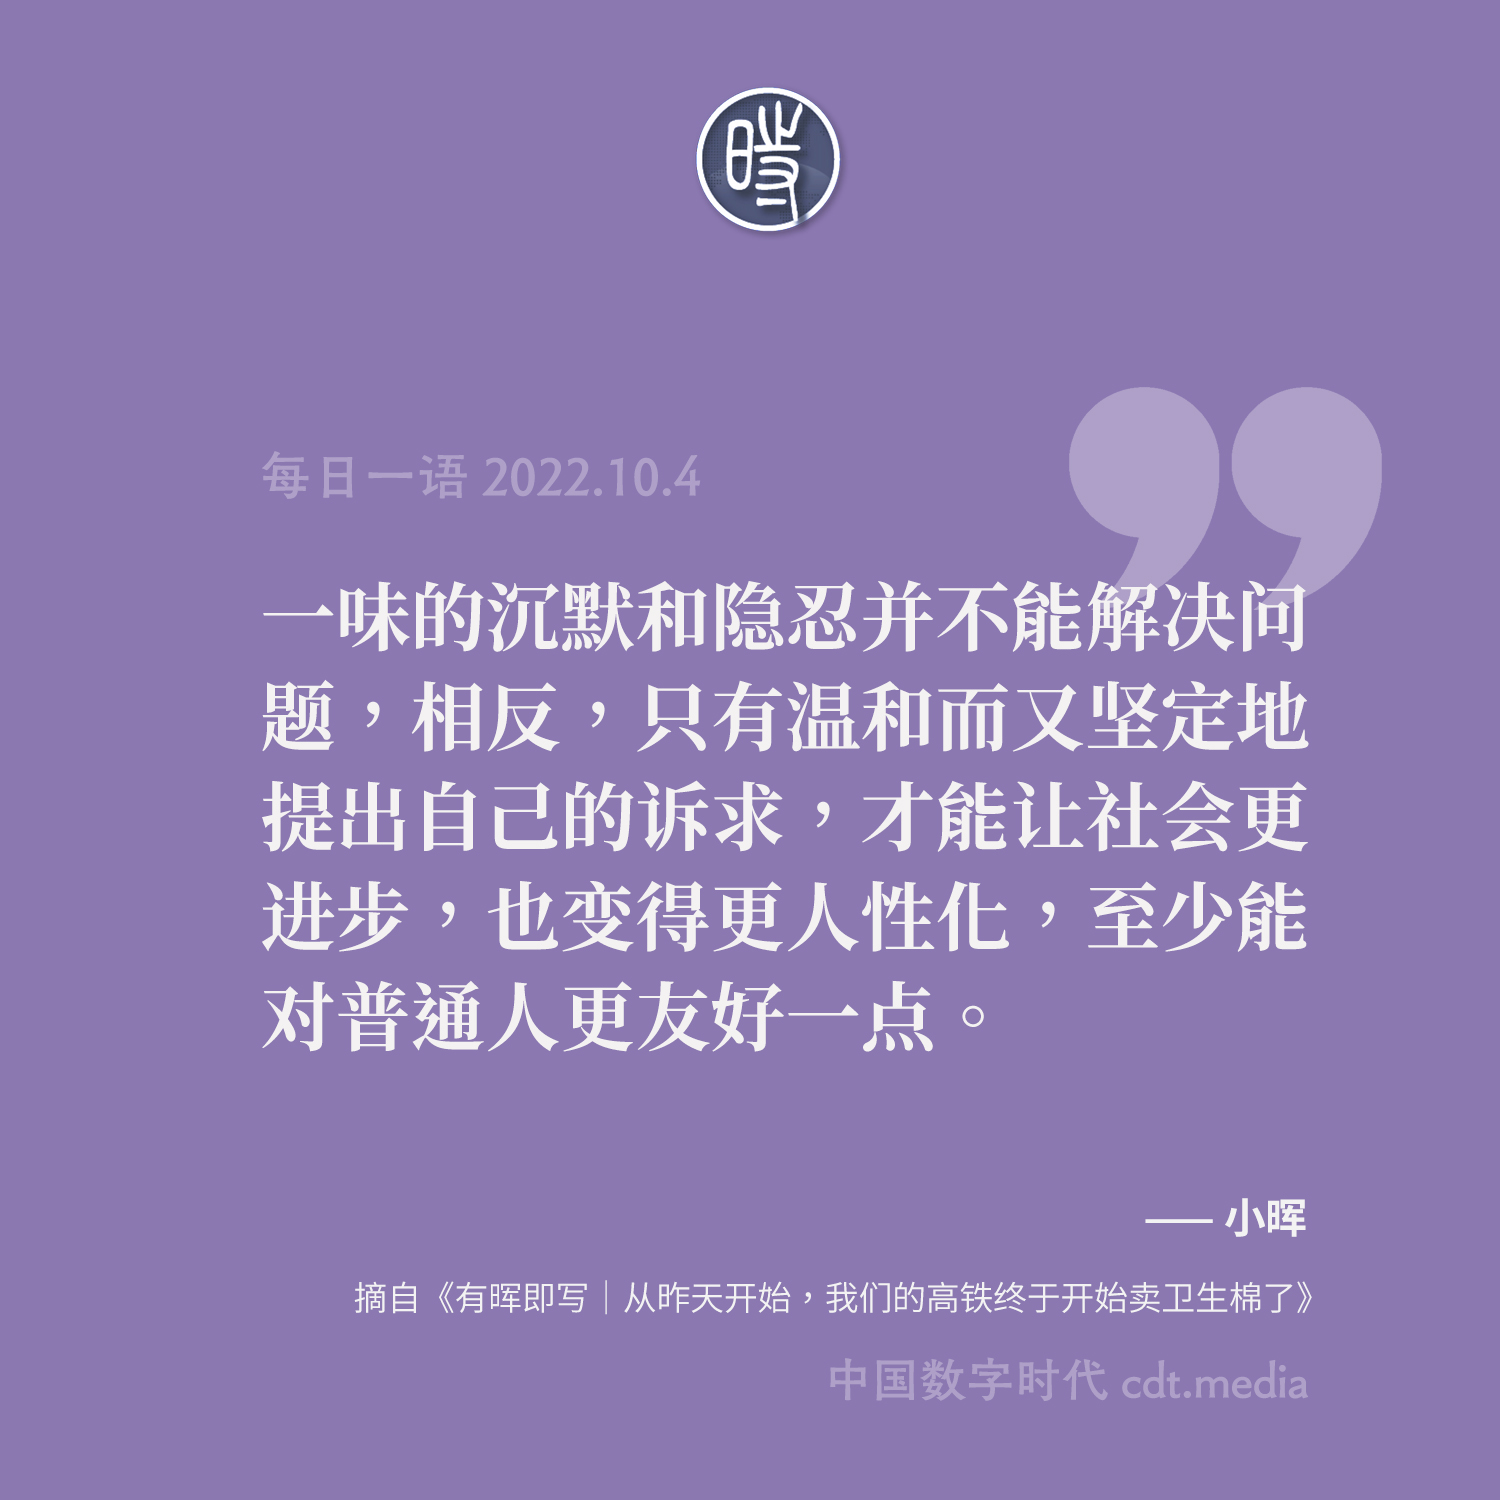 時
每日一语 2022.10.4
一味的沉默和隐忍并不能解决问
题，相反，只有温和而又坚定地
提出自己的诉求，才能让社会更
进步，也变得更人性化，至少能
对普通人更友好一点。
—— 小晖
摘自《有晖即写｜从昨天开始，我们的高铁终于开始卖卫生棉了》
中国数字时代 cdt.media